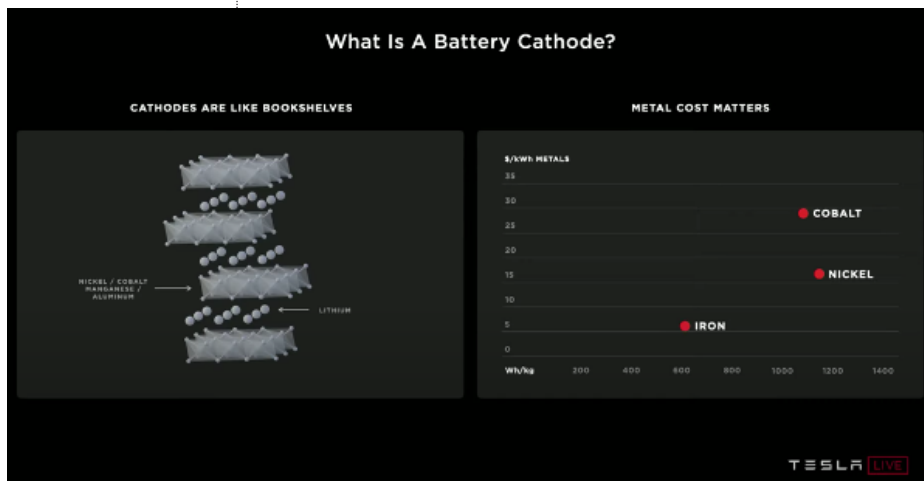 What Is A Battery Cathode?
CATHODES ARE LIKE BOOKSHELVES
NICKEL / COBALT
MANGANESE /
ALUMINUM
LITHIUM
METAL COST MATTERS
$/kWh METALS
35
30
25
20
15
10
5
0
COBALT
NICKEL
IRON
Wh/kg 200 400 600 800 1000 1200 1400
TESLA LIVE